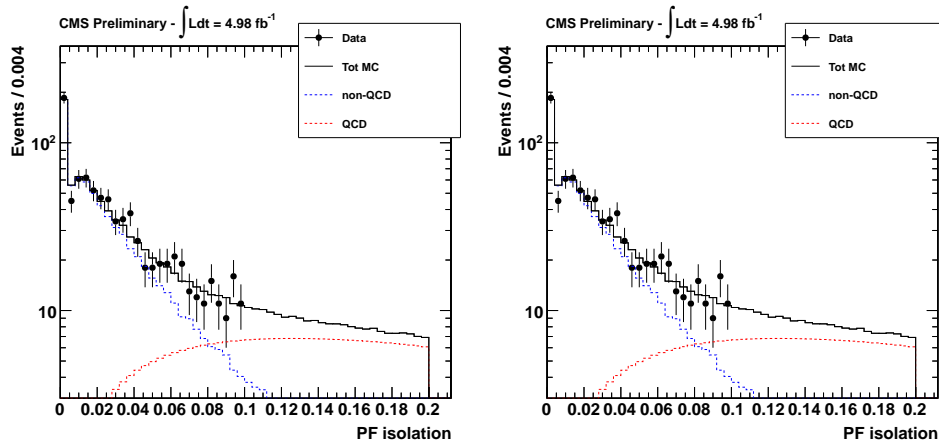 CMS Preliminary - ∫Ldt = 4.98 fb⁻¹
Events / 0.004
Data
Tot MC
non-QCD
QCD
10²
10
0 0.02 0.04 0.06 0.08 0.1 0.12 0.14 0.16 0.18 0.2
PF isolation
CMS Preliminary - ∫Ldt = 4.98 fb⁻¹
Events / 0.004
Data
Tot MC
non-QCD
QCD
10²
10
0 0.02 0.04 0.06 0.08 0.1 0.12 0.14 0.16 0.18 0.2
PF isolation